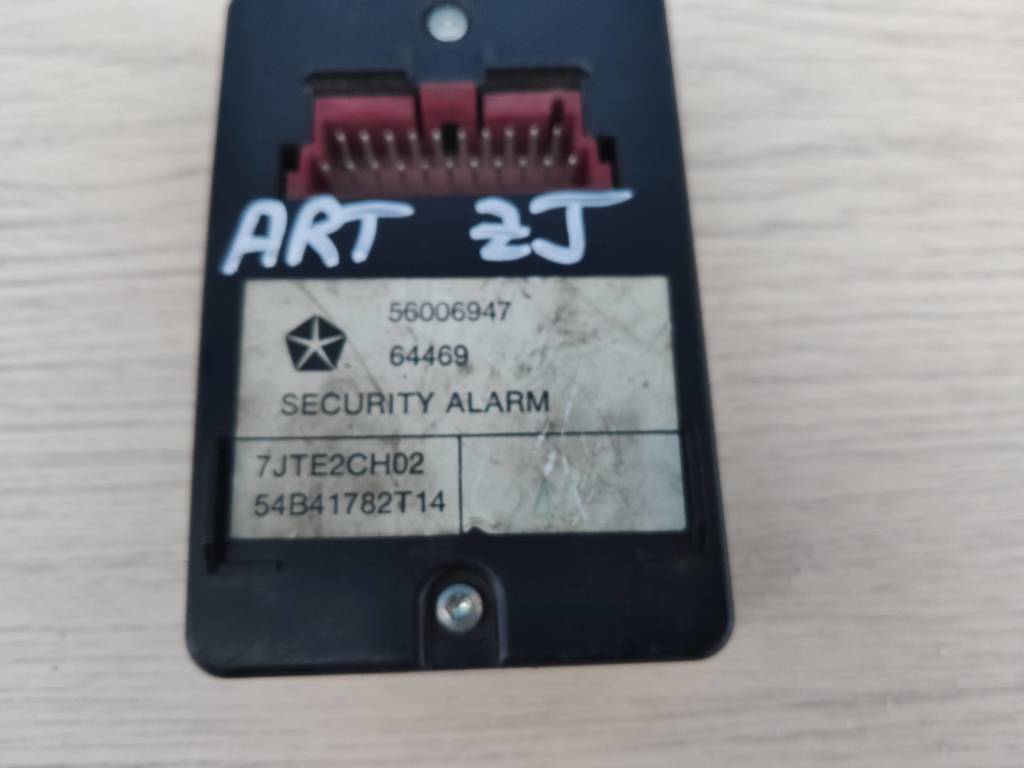 ART ZJ
56006947
64469
SECURITY ALARM
7JTE2CH02
54B41782T14